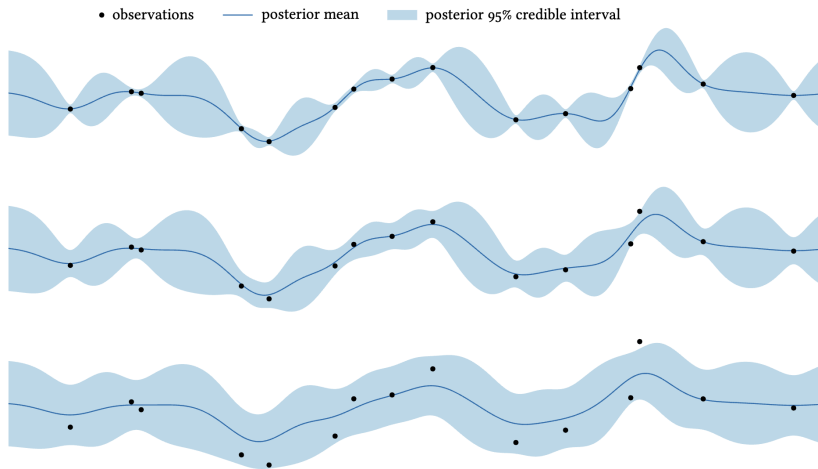 observations posterior mean posterior 95% credible interval